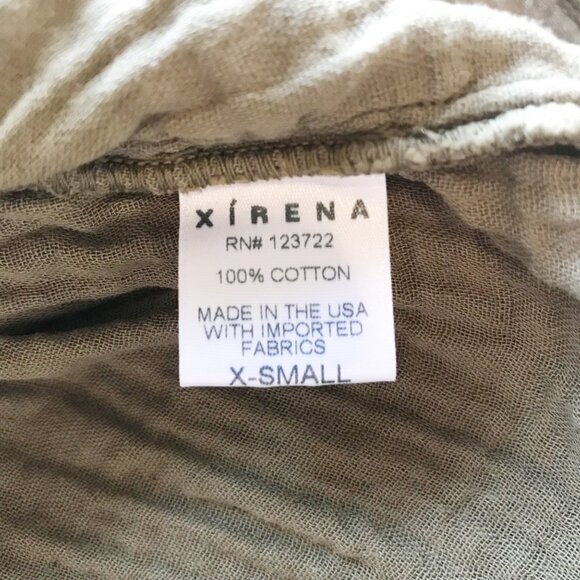 XÍRENA
RN# 123722
100% COTTON
MADE IN THE USA
WITH IMPORTED
FABRICS
X-SMALL